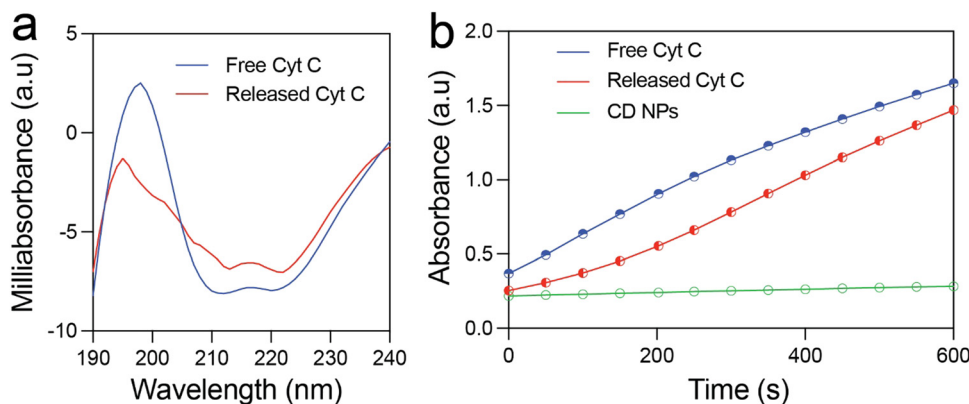 a
Milliabsorbance (a.u)
5
0
-5
-10
Free Cyt C
Released Cyt C
190
200
210
220
230
240
Wavelength (nm)
b
Absorbance (a.u)
2.0
1.5
1.0
0.5
0.0
Free Cyt C
Released Cyt C
CD NPs
0
200
400
600
Time (s)